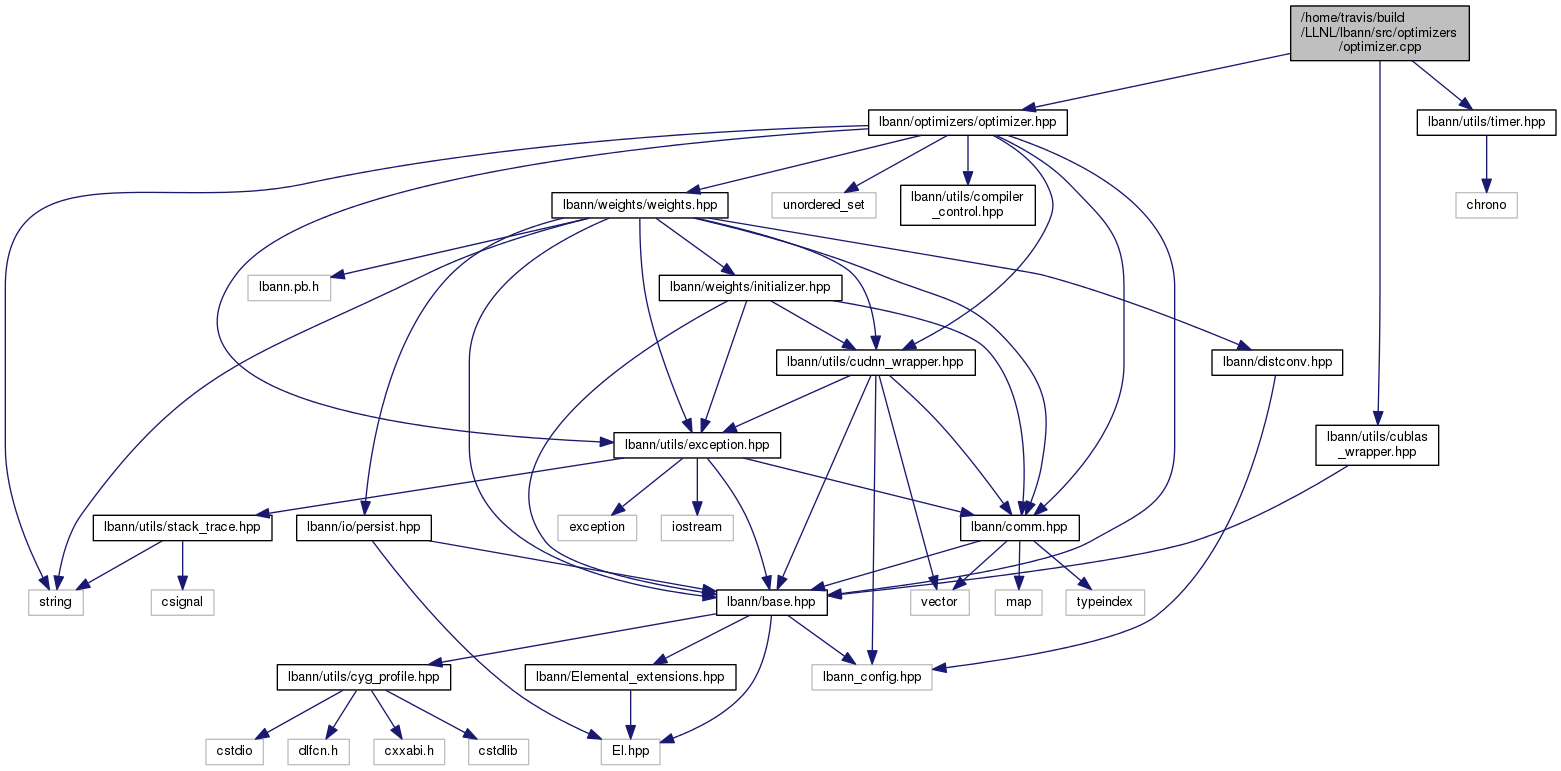 /home/travis/build
/LLNL/lbann/src/optimizers
/optimizer.cpp
lbann/optimizers/optimizer.hpp
lbann/utils/timer.hpp
lbann/weights/weights.hpp
unordered_set
lbann/utils/compiler
_control.hpp
chrono
lbann.pb.h
lbann/weights/initializer.hpp
lbann/utils/cudnn_wrapper.hpp
lbann/distconv.hpp
lbann/utils/exception.hpp
lbann/utils/cublas
_wrapper.hpp
lbann/utils/stack_trace.hpp
lbann/io/persist.hpp
exception
iostream
lbann/comm.hpp
string
csignal
lbann/base.hpp
vector
map
typeindex
lbann/utils/cyg_profile.hpp
lbann/Elemental_extensions.hpp
lbann_config.hpp
cstdio
dlfcn.h
cxxabi.h
cstdlib
El.hpp